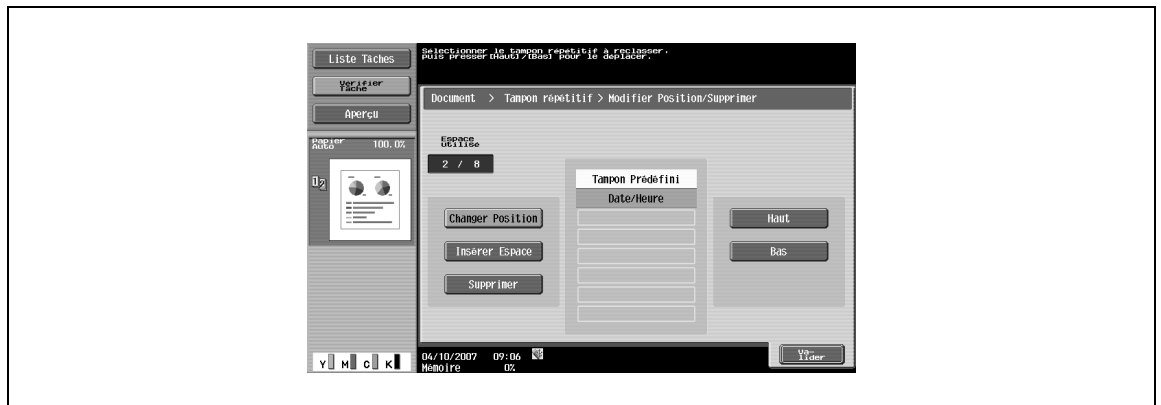 Liste Tâches
Vérifier
Tâche
Aperçu
Papier
Auto 100.0%
Sélectionner le tampon répétitif à reclasser,
puis presser [Haut]/[Bas] pour le déplacer.
Document > Tampon répétitif > Modifier Position/Supprimer
Espace
utilisé
2 / 8
Tampon Prédéfini
Date/Heure
Changer Position
Insérer Espace
Supprimer
Haut
Bas
Y M C K
04/10/2007 09:06
Mémoire 0%
Va-
lider